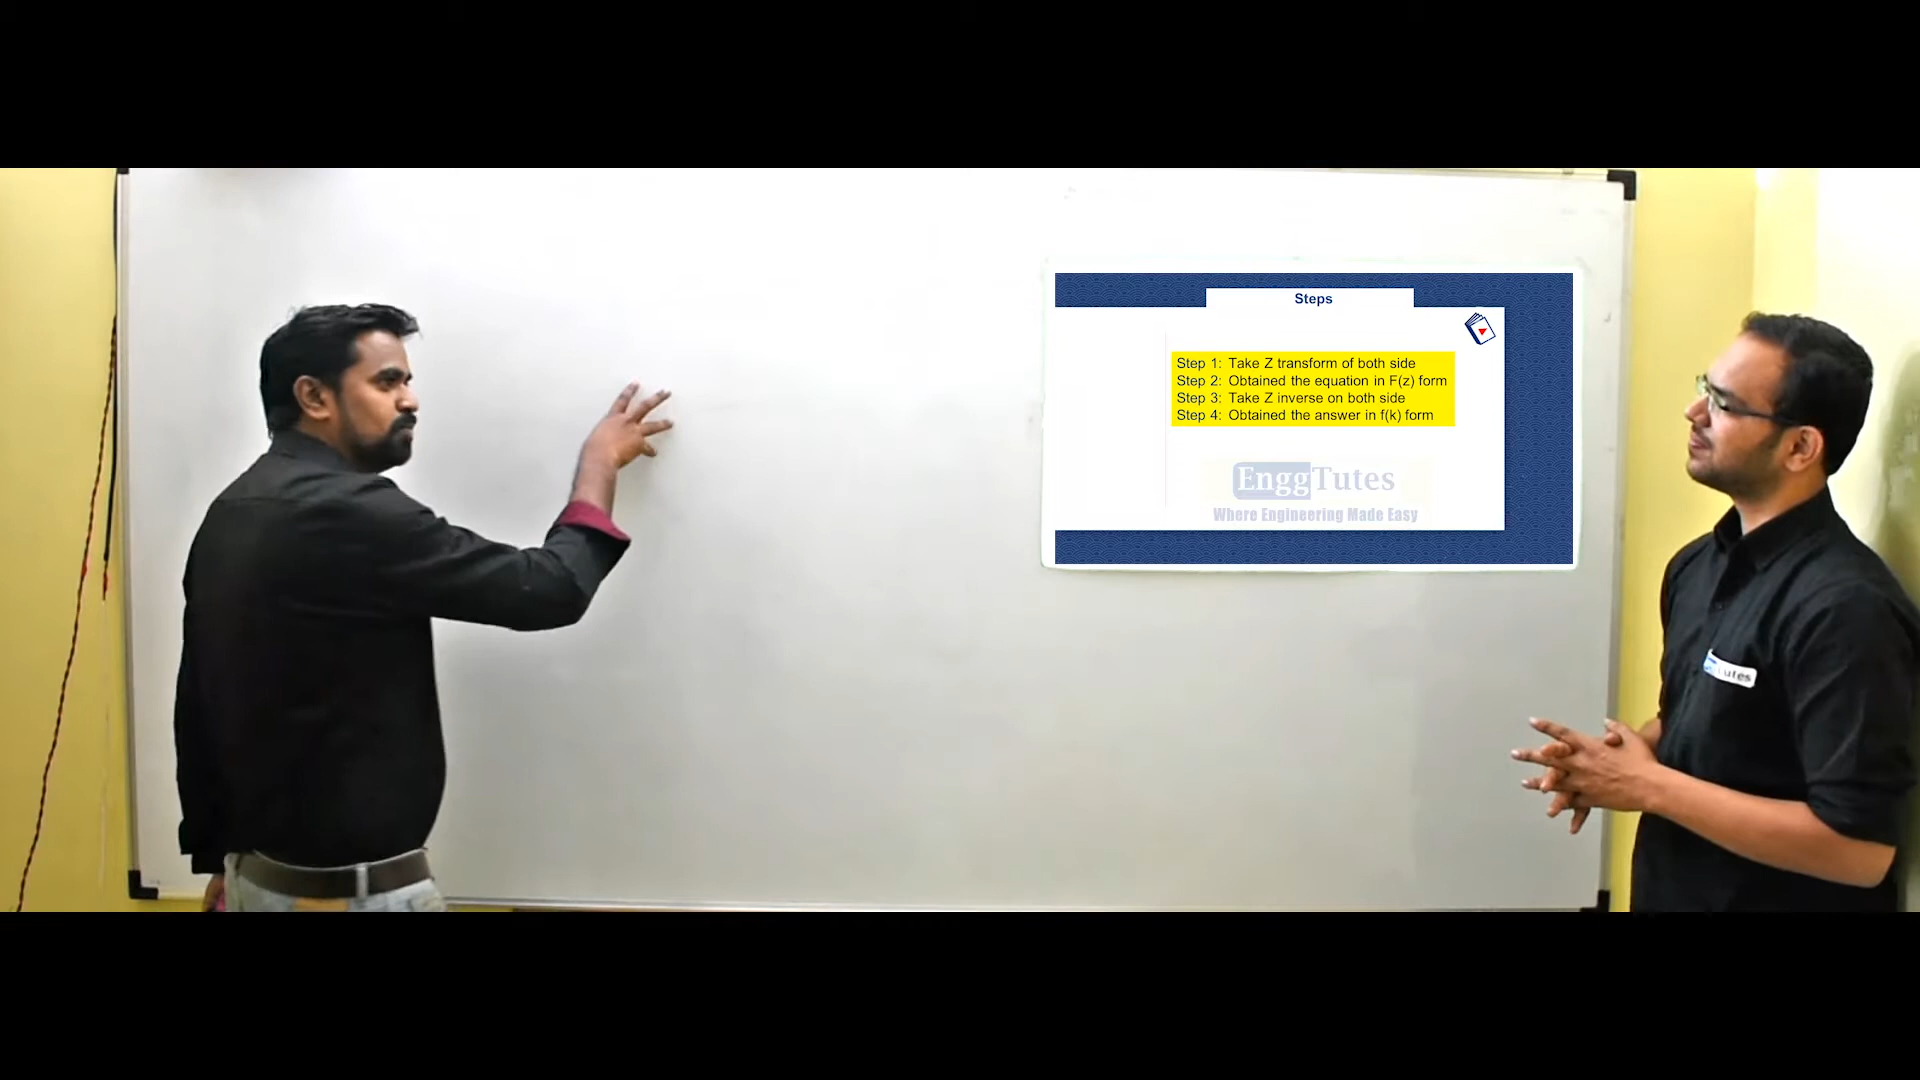 Steps
Step 1: Take Z transform of both side
Step 2: Obtained the equation in F(z) form
Step 3: Take Z inverse on both side
Step 4: Obtained the answer in f(k) form
EnggTutes
Where Engineering Made Easy